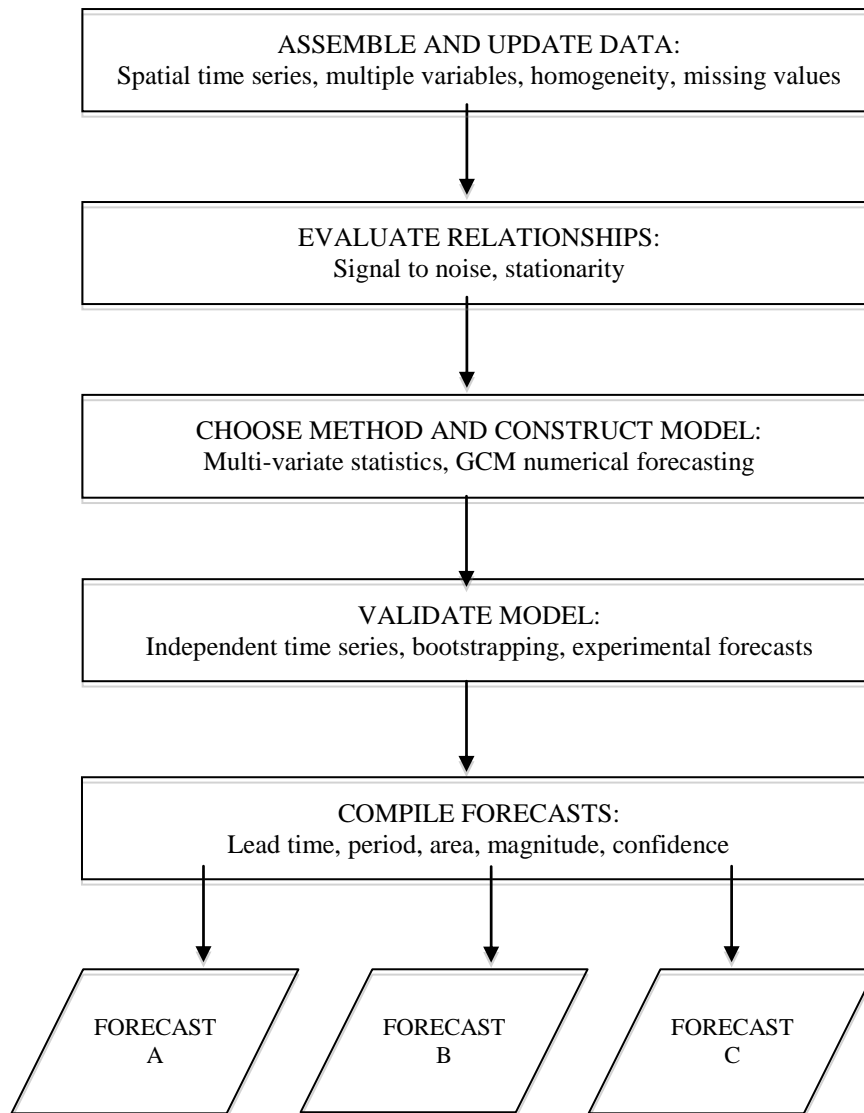 ASSEMBLE AND UPDATE DATA:
Spatial time series, multiple variables, homogeneity, missing values
EVALUATE RELATIONSHIPS:
Signal to noise, stationarity
CHOOSE METHOD AND CONSTRUCT MODEL:
Multi-variate statistics, GCM numerical forecasting
VALIDATE MODEL:
Independent time series, bootstrapping, experimental forecasts
COMPILE FORECASTS:
Lead time, period, area, magnitude, confidence
FORECAST
A
FORECAST
B
FORECAST
C